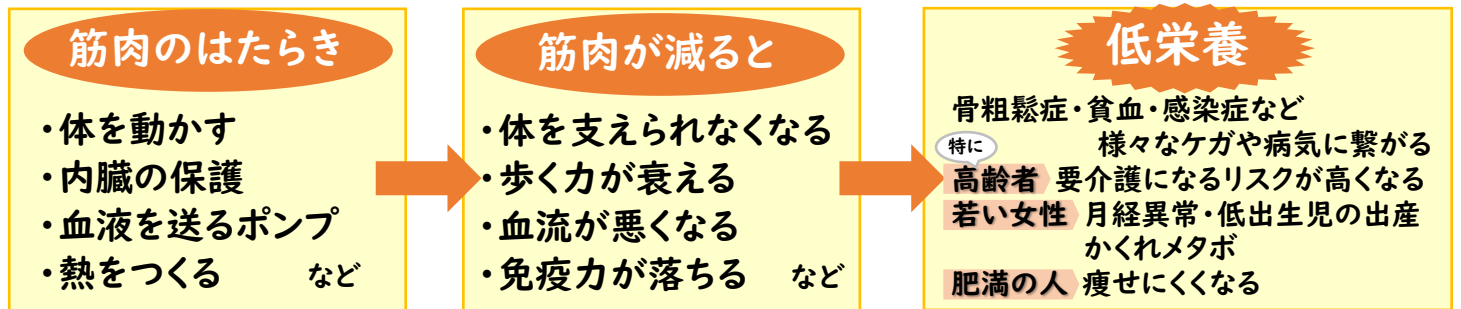 筋肉のはたらき
・体を動かす
・内臓の保護
・血液を送るポンプ
・熱をつくる など
筋肉が減ると
・体を支えられなくなる
・歩く力が衰える
・血流が悪くなる
・免疫力が落ちる など
低栄養
骨粗鬆症・貧血・感染症など
様々なケガや病気に繋がる
特に
高齢者 要介護になるリスクが高くなる
若い女性 月経異常・低出生児の出産
かくれメタボ
肥満の人 痩せにくくなる